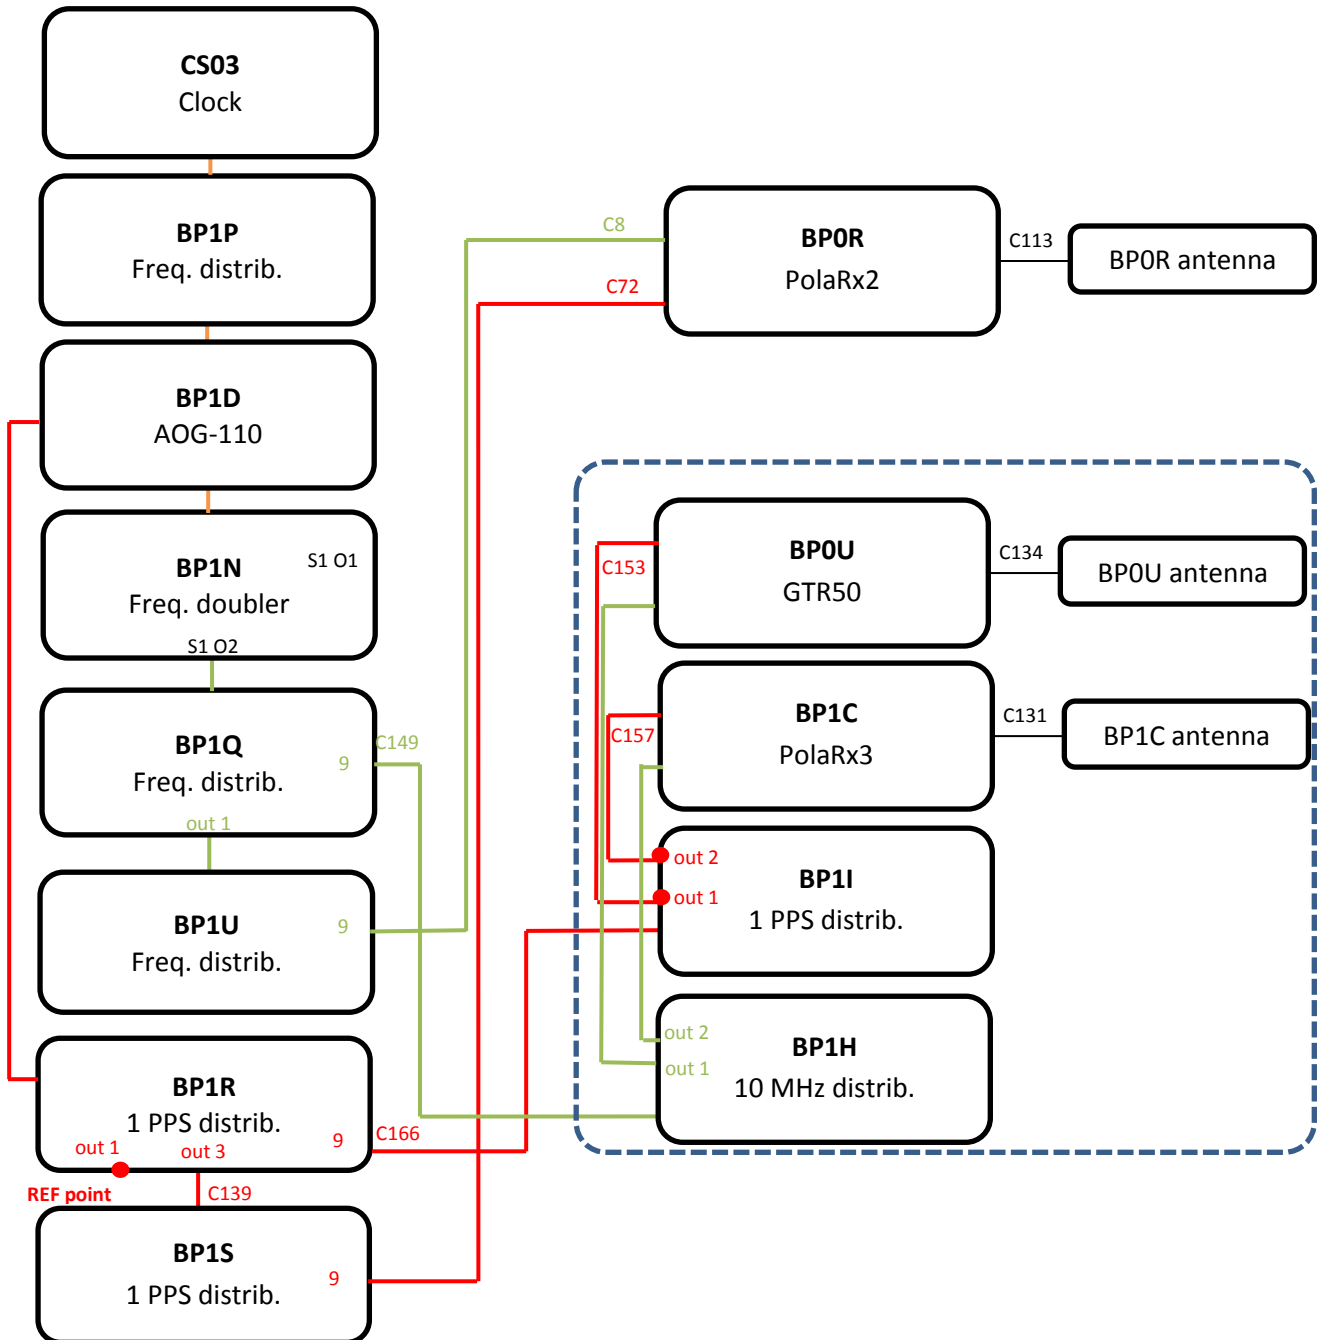 CS03
Clock
BP1P
Freq. distrib.
BP1D
AOG-110
BP1N
S1 O1
Freq. doubler
S1 O2
BP1Q
C149
9
Freq. distrib.
out 1
BP1U
9
Freq. distrib.
BP1R
1 PPS distrib.
9
C166
out 1
out 3
REF point
C139
BP1S
9
1 PPS distrib.
C8
C72
BP0R
PolaRx2
C113
BP0R antenna
BP0U
GTR50
C153
C134
BP0U antenna
BP1C
PolaRx3
C157
C131
BP1C antenna
out 2
BP1I
out 1
1 PPS distrib.
out 2
BP1H
out 1
10 MHz distrib.